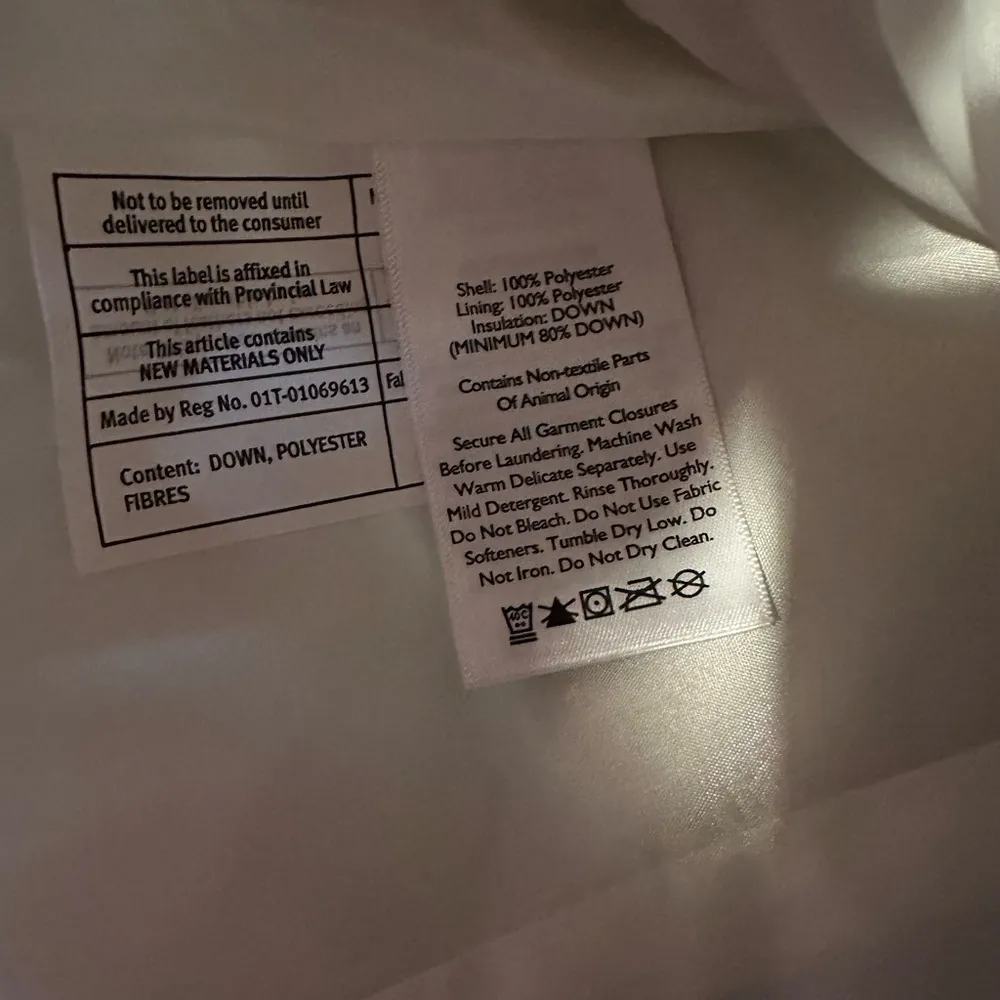 Not to be removed until
delivered to the consumer
This label is affixed in
compliance with Provincial Law
This article contains
NEW MATERIALS ONLY
Made by Reg No. 01T-01069613
Fal
Content: DOWN, POLYESTER
FIBRES
Shell: 100% Polyester
Lining: 100% Polyester
Insulation: DOWN
(MINIMUM 80% DOWN)
Contains Non-textile Parts
Of Animal Origin
Secure All Garment Closures
Before Laundering. Machine Wash
Warm Delicate Separately. Use
Mild Detergent. Rinse Thoroughly.
Do Not Bleach. Do Not Use Fabric
Softeners. Tumble Dry Low. Do
Not Iron. Do Not Dry Clean.
40C